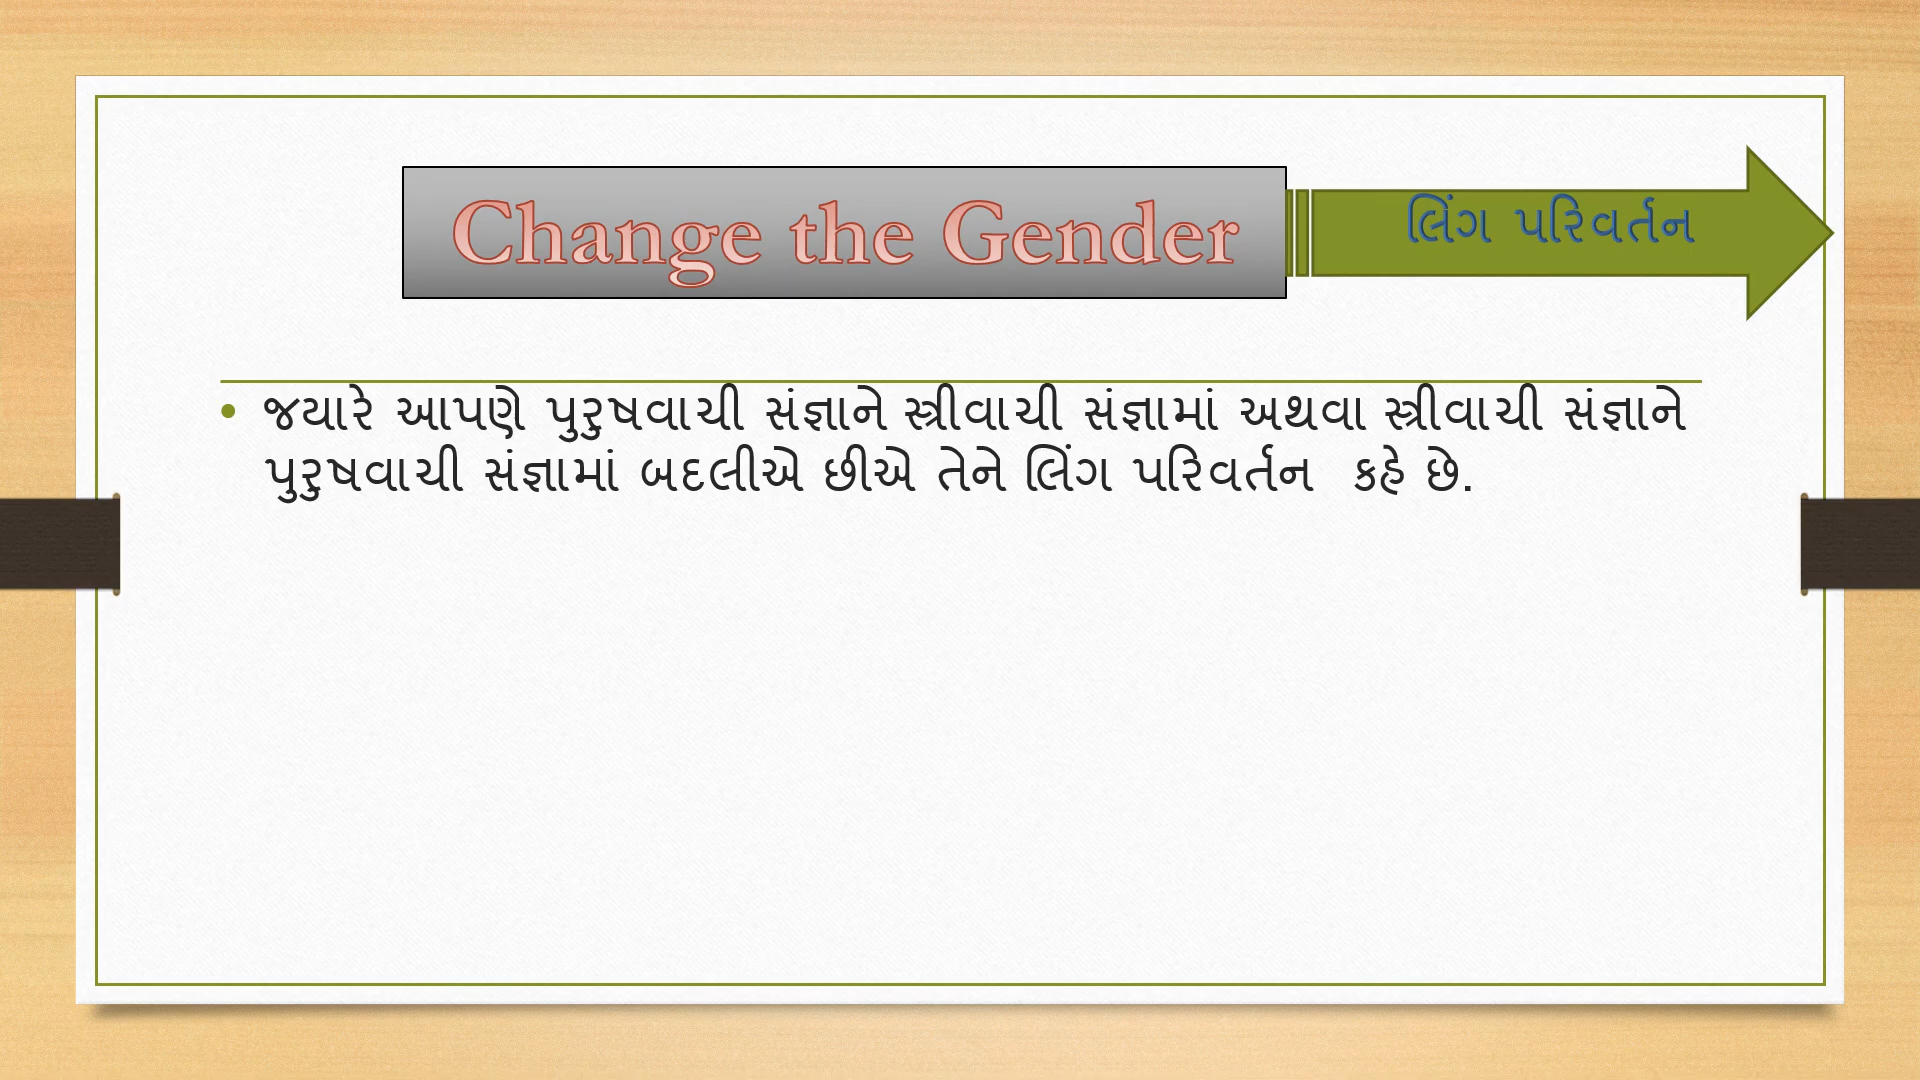 Change the Gender
લિંગ પરિવર્તન
• જયારે આપણે પુરુષવાચી સંજ્ઞાને સ્ત્રીવાચી સંજ્ઞામાં અથવા સ્ત્રીવાચી સંજ્ઞાને
પુરુષવાચી સંજ્ઞામાં બદલીએ છીએ તેને લિંગ પરિવર્તન  કહે છે.